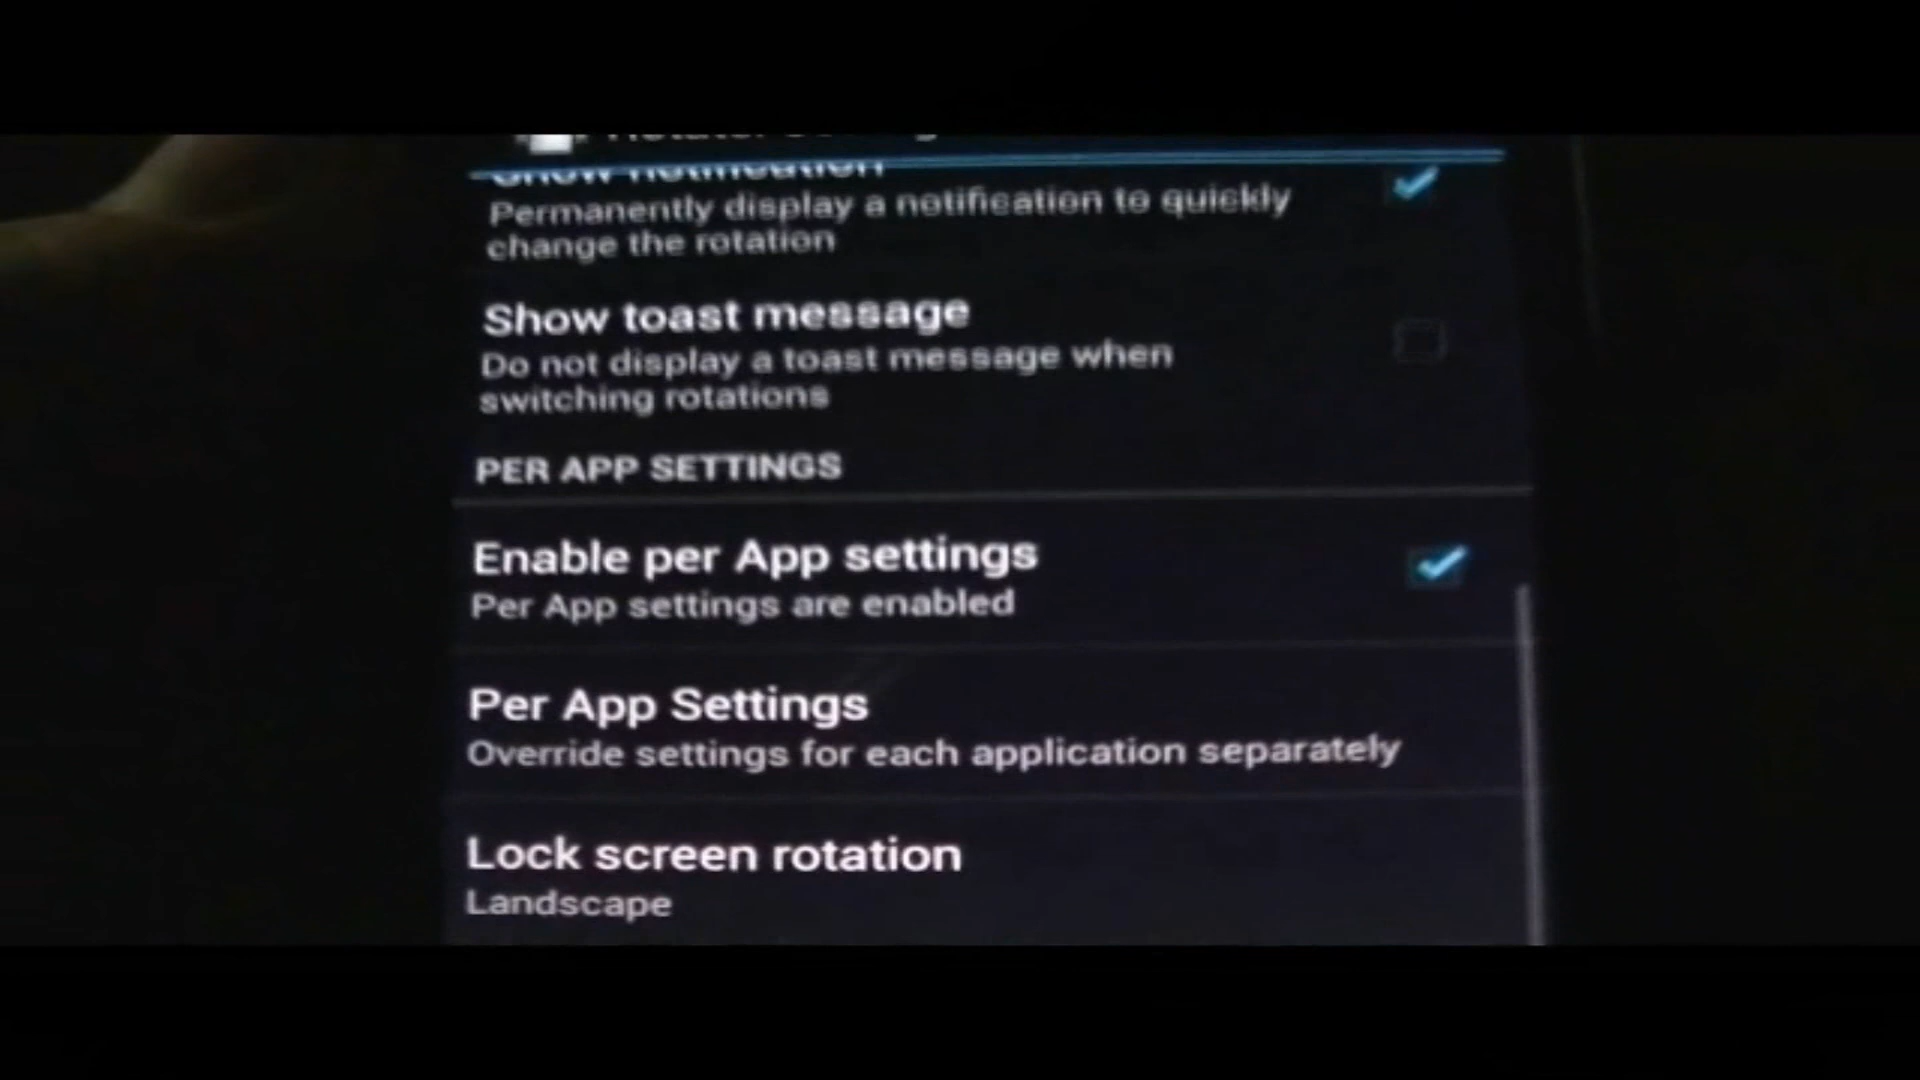 Show notification
Permanently display a notification to quickly
change the rotation
Show toast message
Do not display a toast message when
switching rotations
PER APP SETTINGS
Enable per App settings
Per App settings are enabled
Per App Settings
Override settings for each application separately
Lock screen rotation
Landscape